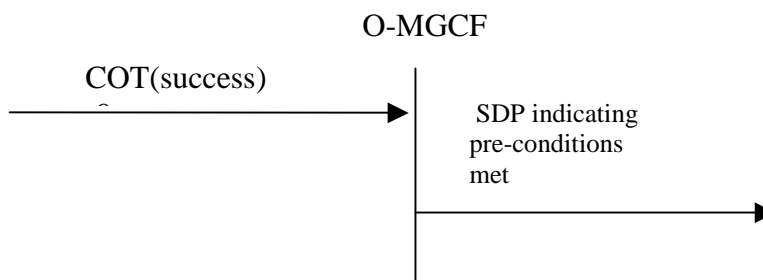 O-MGCF
COT(success)
SDP indicating
pre-conditions
met